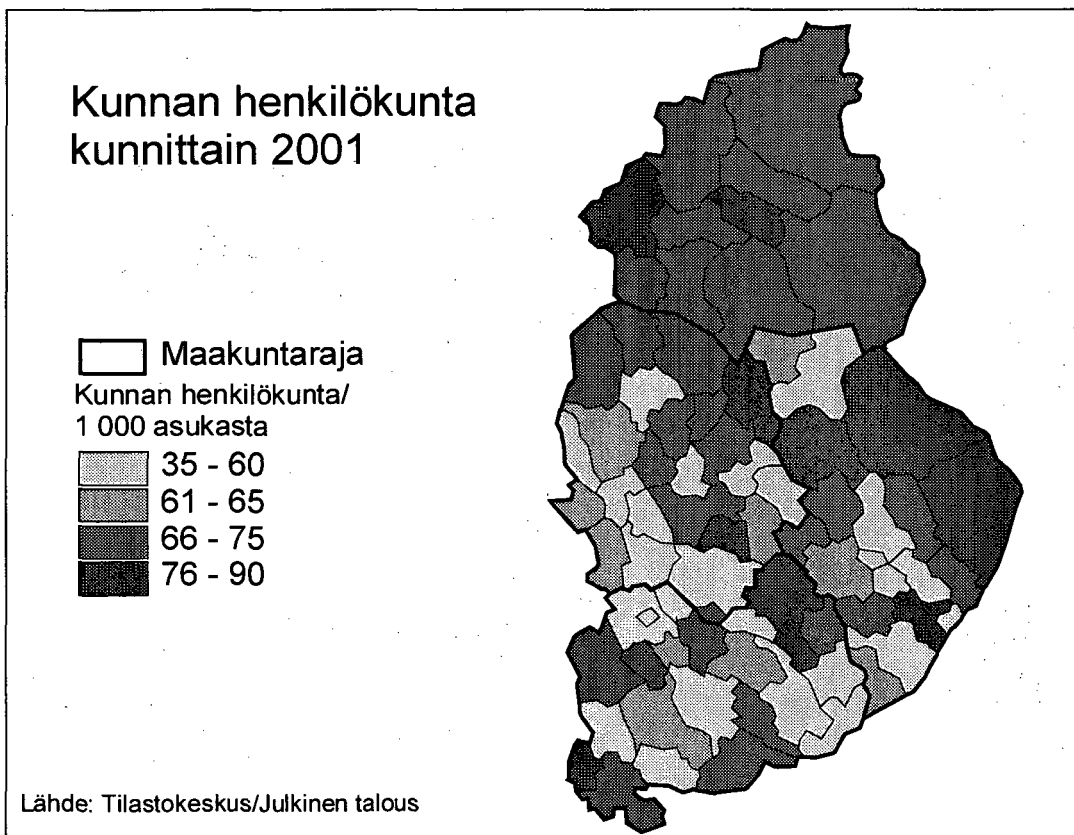 Kunnan henkilökunta
kunnittain 2001
Maakuntaraja
Kunnan henkilökunta/
1 000 asukasta
35 - 60
61 - 65
66 - 75
76 - 90
Lähde: Tilastokeskus/Julkinen talous